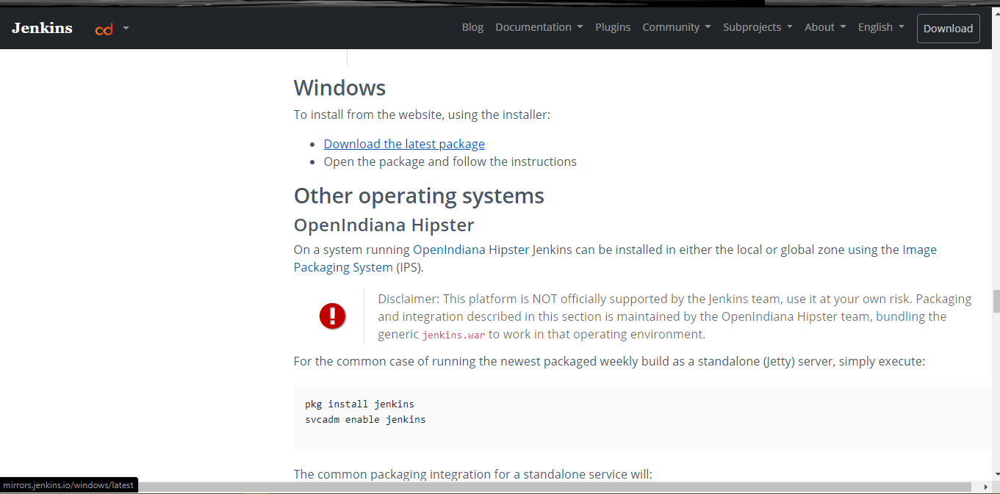 Jenkins
cd
Blog Documentation Plugins Community Subprojects About English Download
Windows
To install from the website, using the installer:
Download the latest package
Open the package and follow the instructions
Other operating systems
OpenIndiana Hipster
On a system running OpenIndiana Hipster Jenkins can be installed in either the local or global zone using the Image
Packaging System (IPS).
Disclaimer: This platform is NOT officially supported by the Jenkins team, use it at your own risk. Packaging
and integration described in this section is maintained by the OpenIndiana Hipster team, bundling the
generic jenkins.war to work in that operating environment.
For the common case of running the newest packaged weekly build as a standalone (Jetty) server, simply execute:
pkg install jenkins
svcadm enable jenkins
The common packaging integration for a standalone service will:
mirrors.jenkins.io/windows/latest